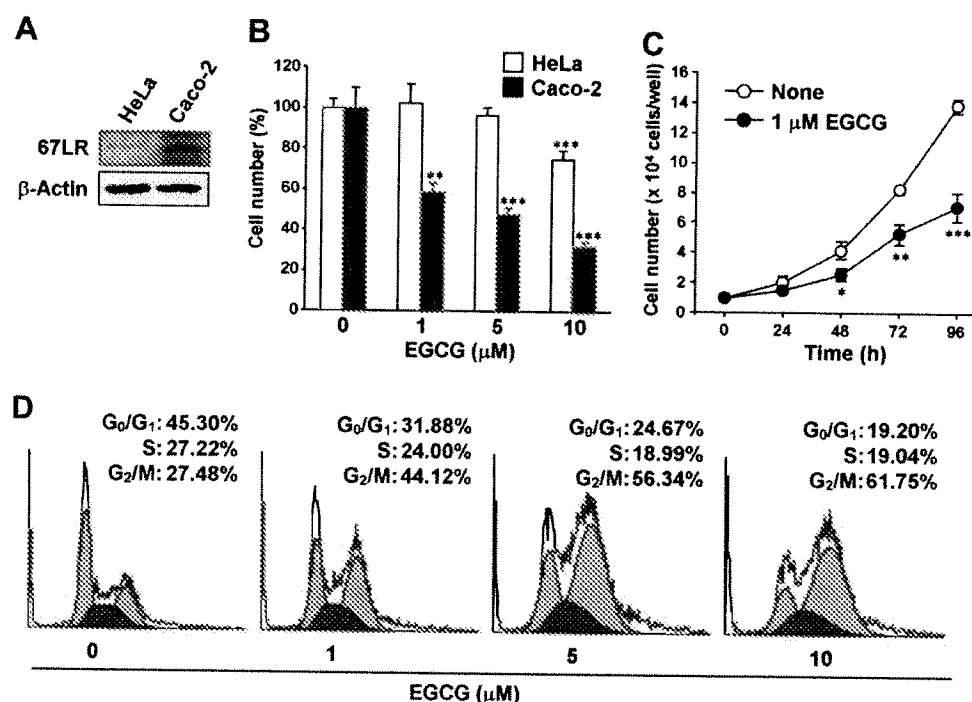 A
HeLa
Caco-2
67LR
β-Actin
B
HeLa
Caco-2
Cell number (%)
120
100
80
60
40
20
0
**
***
***
***
0
1
5
10
EGCG (μM)
C
None
1 μM EGCG
Cell number (x 10⁴ cells/well)
16
14
12
10
8
6
4
2
0
*
**
***
0
24
48
72
96
Time (h)
D
G₀/G₁: 45.30%
S: 27.22%
G₂/M: 27.48%
G₀/G₁: 31.88%
S: 24.00%
G₂/M: 44.12%
G₀/G₁: 24.67%
S: 18.99%
G₂/M: 56.34%
G₀/G₁: 19.20%
S: 19.04%
G₂/M: 61.75%
0
1
5
10
EGCG (μM)